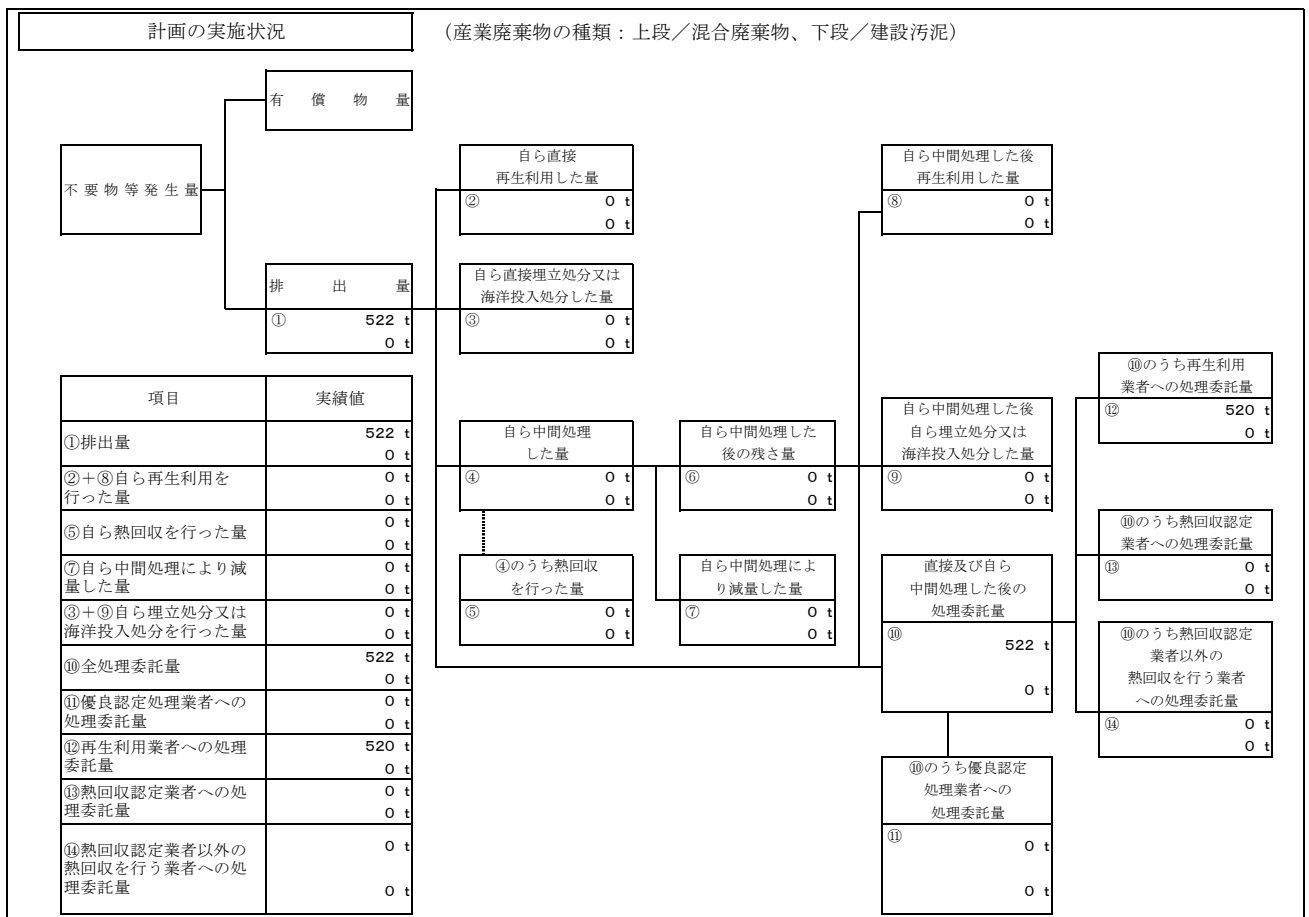 計画の実施状況
（産業廃棄物の種類：上段／混合廃棄物、下段／建設汚泥）
有償物量
不要物等発生量
自ら直接
再生利用した量
② 0 t
0 t
自ら中間処理した後
再生利用した量
⑧ 0 t
0 t
排出量
① 522 t
0 t
自ら直接埋立処分又は
海洋投入処分した量
③ 0 t
0 t
項目 実績値
①排出量
522 t
0 t
②＋⑧自ら再生利用を
行った量
0 t
0 t
⑤自ら熱回収を行った量
0 t
0 t
⑦自ら中間処理により減
量した量
0 t
0 t
③＋⑨自ら埋立処分又は
海洋投入処分を行った量
0 t
0 t
⑩全処理委託量
522 t
0 t
⑪優良認定処理業者への
処理委託量
0 t
0 t
⑫再生利用業者への処理
委託量
520 t
0 t
⑬熱回収認定業者への処
理委託量
0 t
0 t
⑭熱回収認定業者以外の
熱回収を行う業者への処
理委託量
0 t
0 t
自ら中間処理
した量
④ 0 t
0 t
④のうち熱回収
を行った量
⑤ 0 t
0 t
自ら中間処理した
後の残さ量
⑥ 0 t
0 t
自ら中間処理によ
り減量した量
⑦ 0 t
0 t
自ら中間処理した後
自ら埋立処分又は
海洋投入処分した量
⑨ 0 t
0 t
直接及び自ら
中間処理した後の
処理委託量
⑩ 522 t
0 t
⑩のうち優良認定
処理業者への
処理委託量
⑪ 0 t
0 t
⑩のうち再生利用
業者への処理委託量
⑫ 520 t
0 t
⑩のうち熱回収認定
業者への処理委託量
⑬ 0 t
0 t
⑩のうち熱回収認定
業者以外の
熱回収を行う業者
への処理委託量
⑭ 0 t
0 t